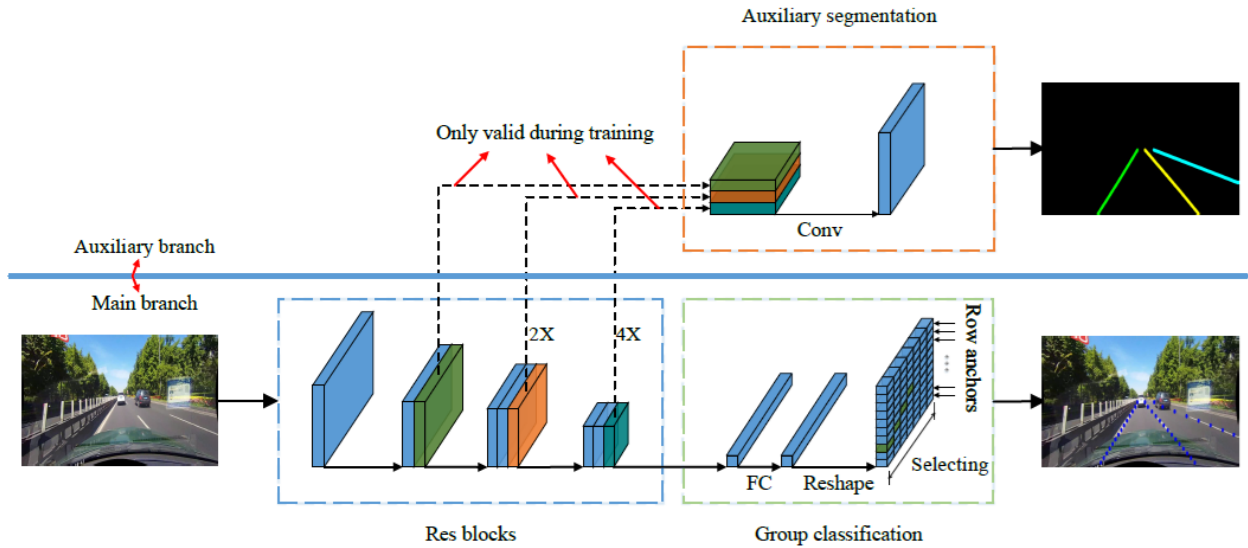 Auxiliary segmentation
Only valid during training
Conv
Auxiliary branch
Main branch
2X
4X
Row anchors
...
FC
Reshape
Selecting
Res blocks
Group classification